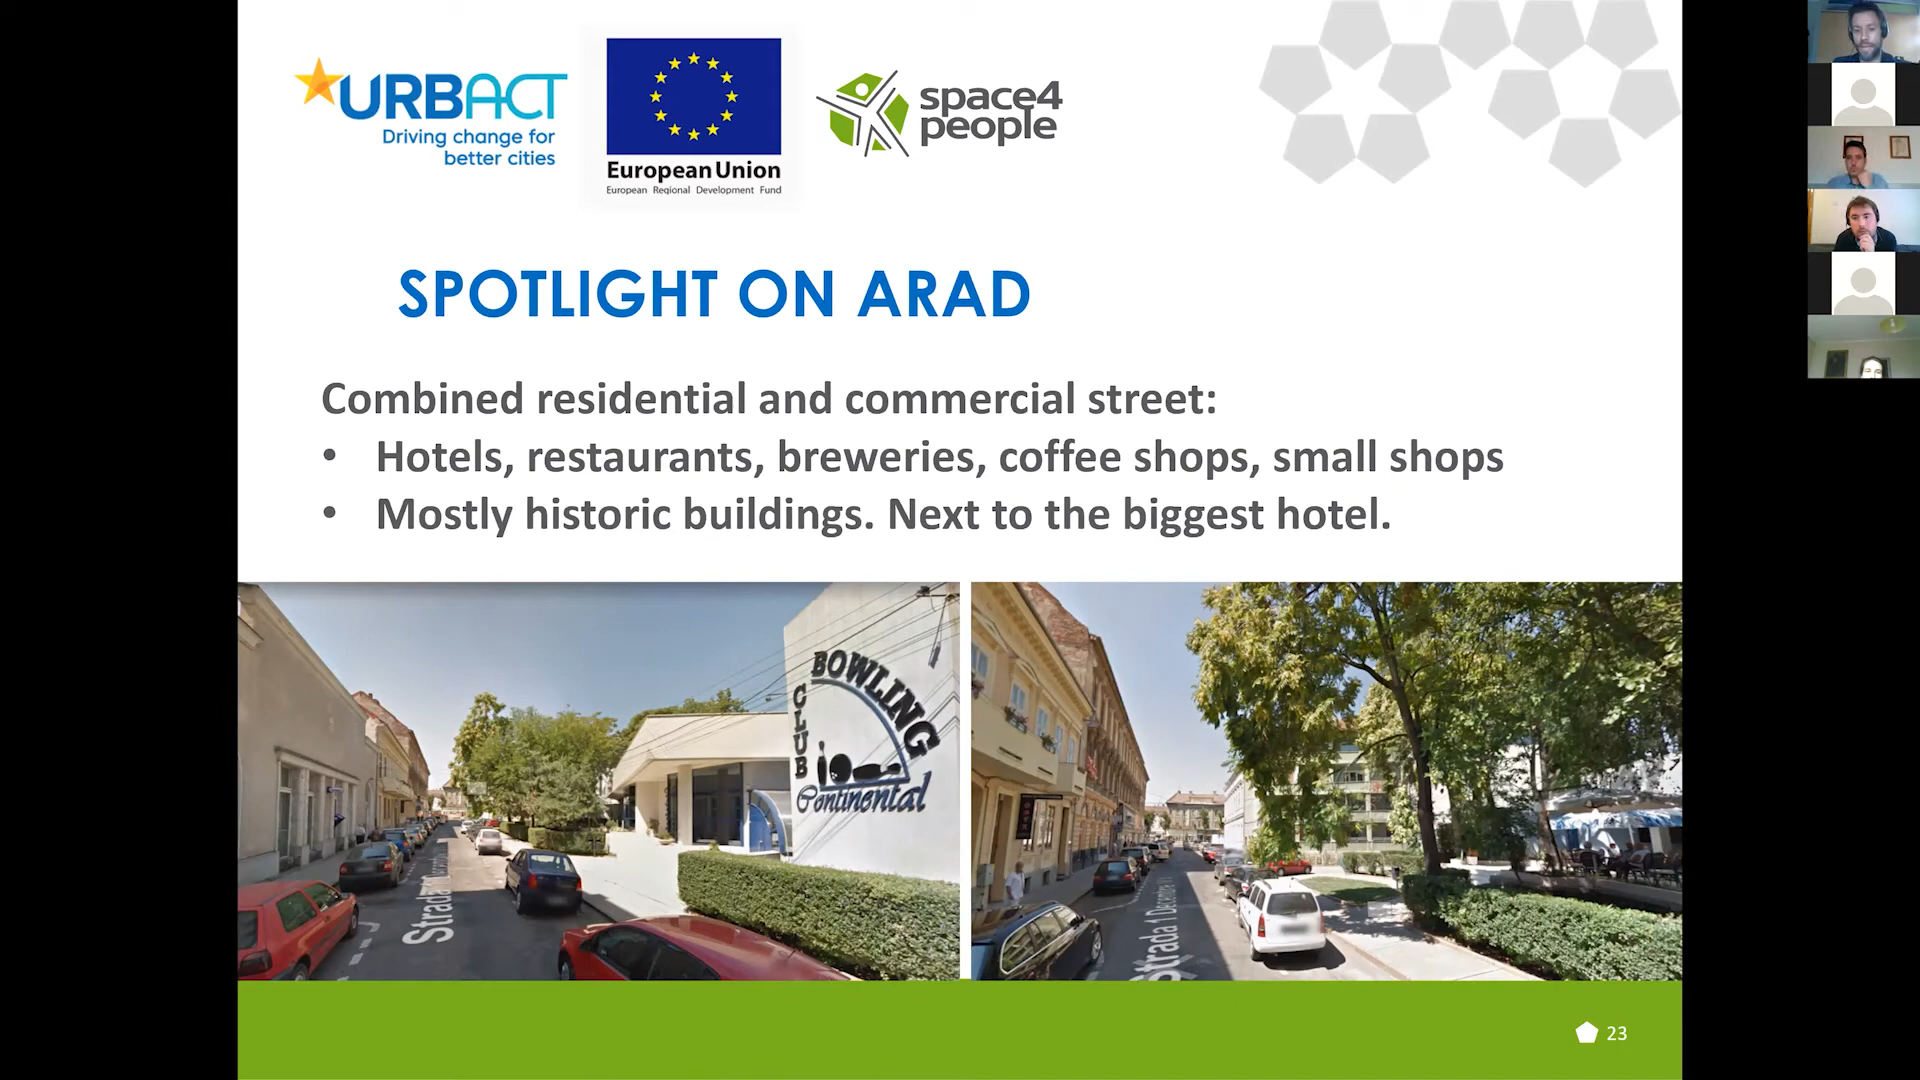 URBACT
Driving change for
better cities
European Union
European Regional Development Fund
space4
people
SPOTLIGHT ON ARAD
Combined residential and commercial street:
• Hotels, restaurants, breweries, coffee shops, small shops
• Mostly historic buildings. Next to the biggest hotel.
BOWLING
CLUB
Continental
Strada
Strada 1 Decembrie
23